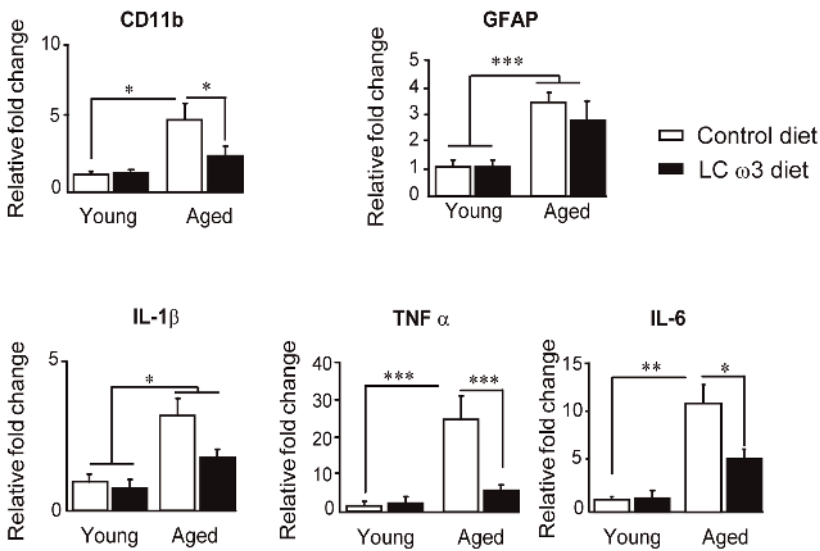 CD11b
Relative fold change
10
5
0
*
*
Young Aged
GFAP
Relative fold change
5
4
3
2
1
0
***
Young Aged
Control diet
LC ω3 diet
IL-1β
Relative fold change
5
0
*
Young Aged
TNF α
Relative fold change
40
30
20
10
0
***
***
Young Aged
IL-6
Relative fold change
15
10
5
0
**
*
Young Aged